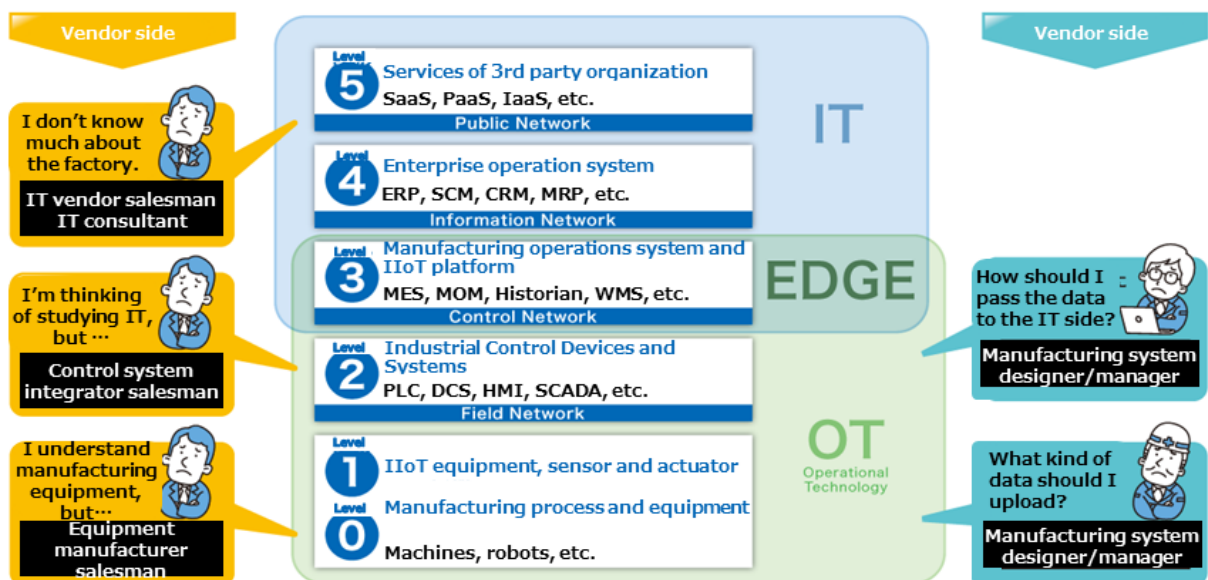 Vendor side
I don't know
much about
the factory.
IT vendor salesman
IT consultant
I'm thinking
of studying IT,
but …
Control system
integrator salesman
I understand
manufacturing
equipment,
but…
Equipment
manufacturer
salesman
Level
5
Services of 3rd party organization
SaaS, PaaS, IaaS, etc.
Public Network
Level
4
Enterprise operation system
ERP, SCM, CRM, MRP, etc.
Information Network
Level
3
Manufacturing operations system and
IIoT platform
MES, MOM, Historian, WMS, etc.
Control Network
Level
2
Industrial Control Devices and
Systems
PLC, DCS, HMI, SCADA, etc.
Field Network
Level
1
IIoT equipment, sensor and actuator
Level
0
Manufacturing process and equipment
Machines, robots, etc.
IT
EDGE
OT
Operational
Technology
Vendor side
How should I
pass the data
to the IT side?
Manufacturing system
designer/manager
What kind of
data should I
upload?
Manufacturing system
designer/manager